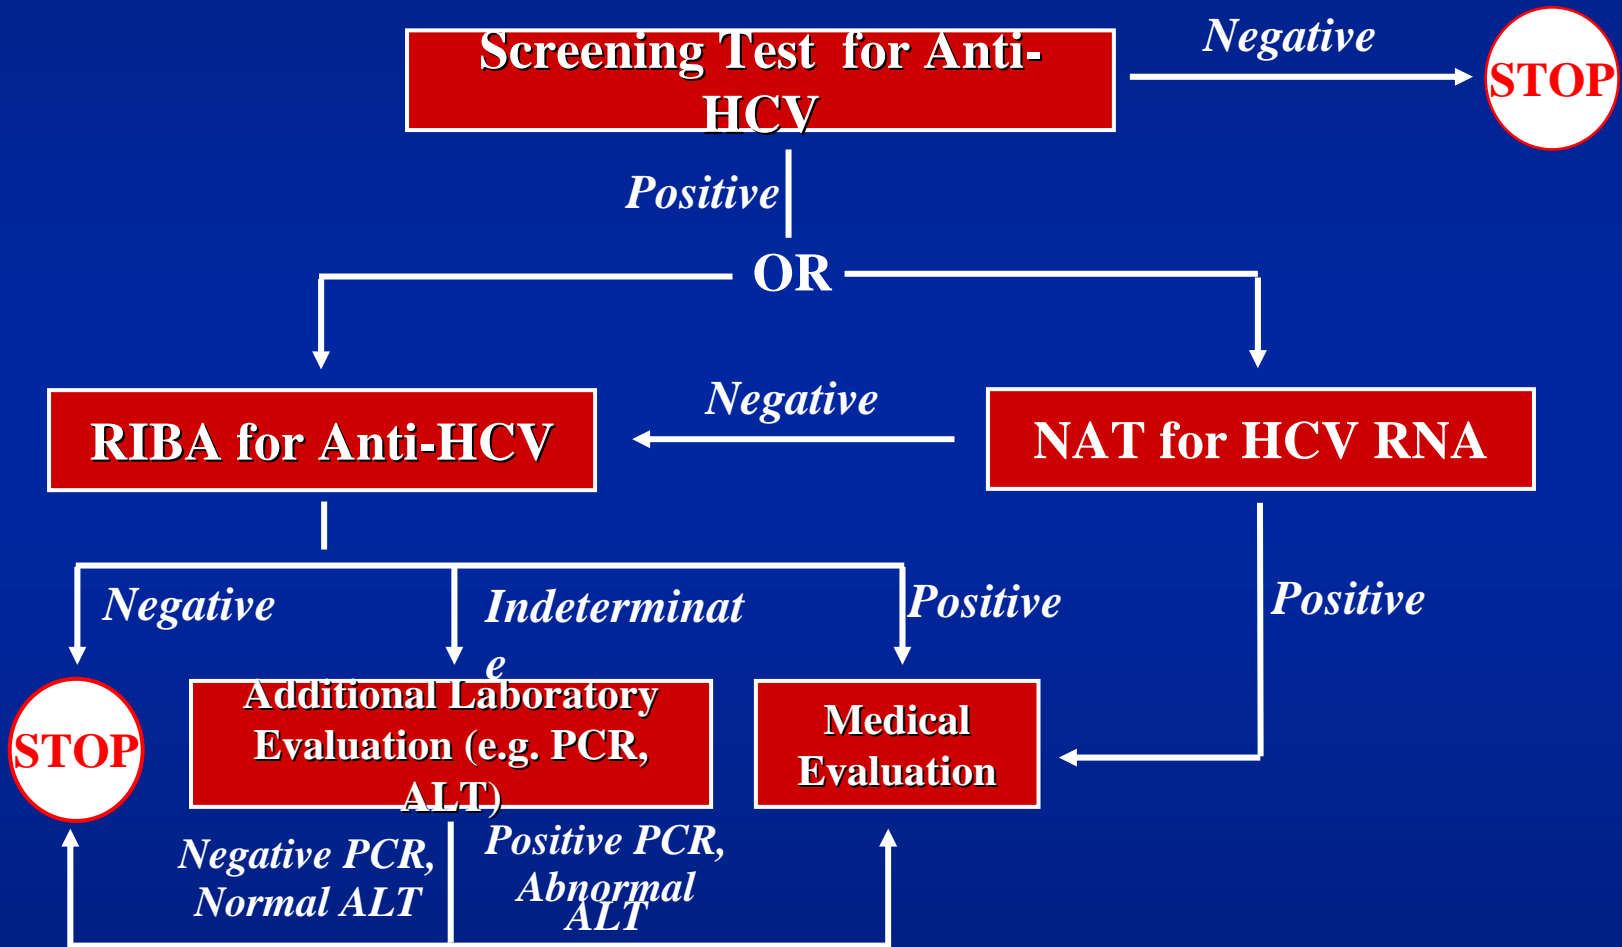 Screening Test for Anti-
HCV
Negative
STOP
Positive
OR
RIBA for Anti-HCV
Negative
NAT for HCV RNA
Negative
Indeterminat
e
Positive
Positive
STOP
Additional Laboratory
Evaluation (e.g. PCR,
ALT)
Medical
Evaluation
Negative PCR,
Normal ALT
Positive PCR,
Abnormal
ALT